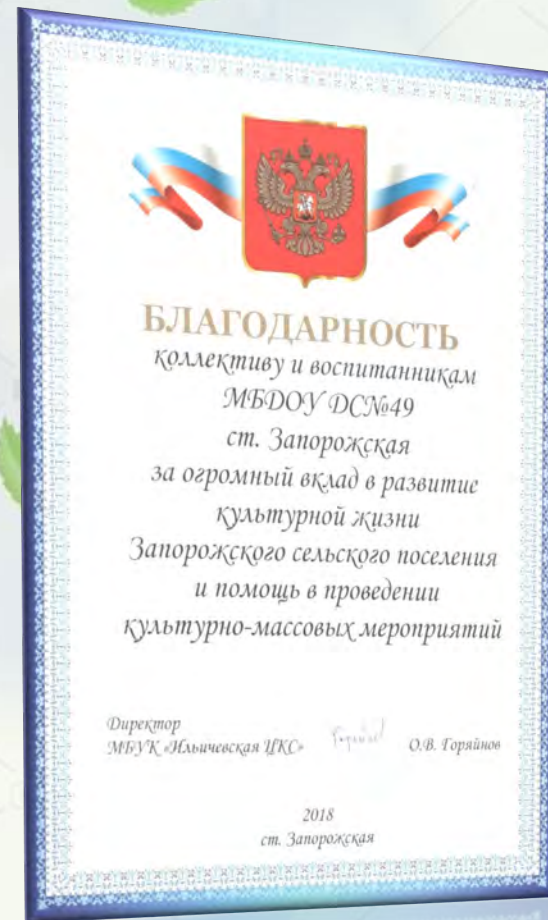 БЛАГОДАРНОСТЬ
коллективу и воспитанникам
МБДОУ ДС№49
ст. Запорожская
за огромный вклад в развитие
культурной жизни
Запорожского сельского поселения
и помощь в проведении
культурно-массовых мероприятий
Директор
МБУК «Ильичевская ЦКС» О.В. Горяйнов
2018
ст. Запорожская